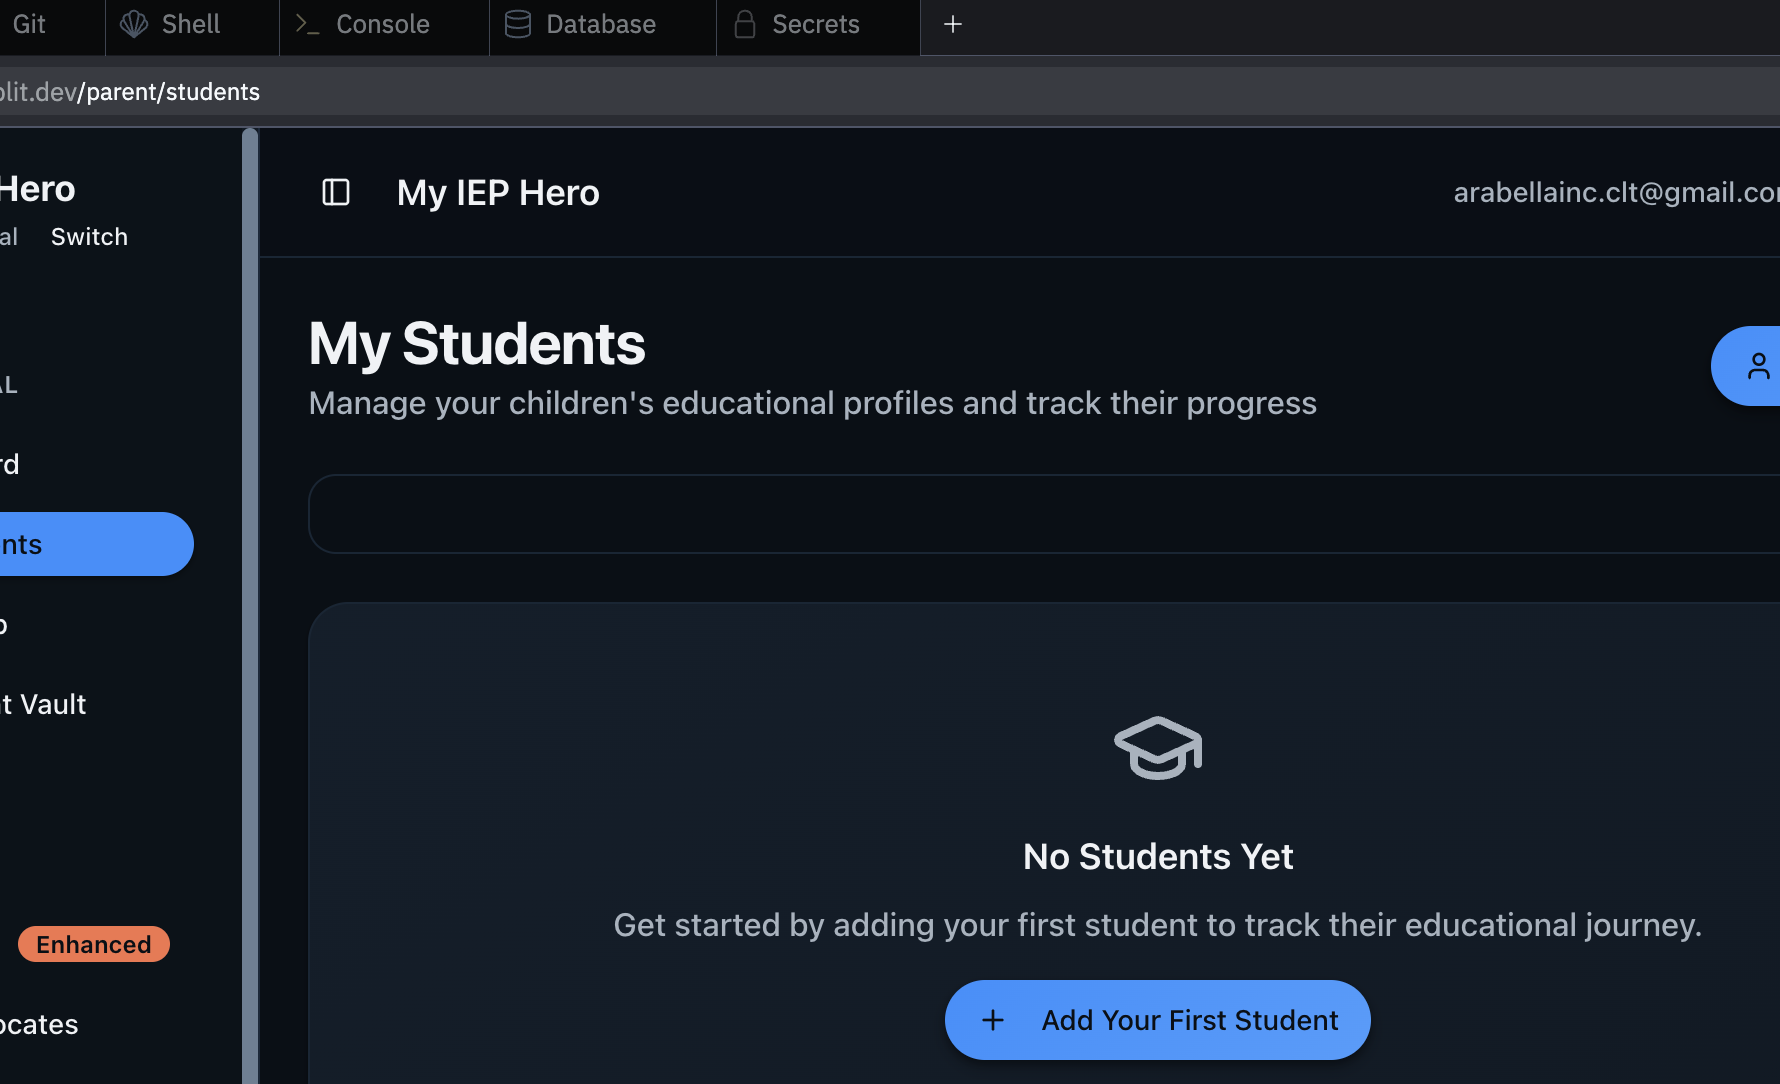 Git Shell Console Database Secrets
plit.dev/parent/students
Hero
al Switch
My IEP Hero
arabellainc.clt@gmail.co
My Students
Manage your children's educational profiles and track their progress
AL
rd
nts
p
t Vault
No Students Yet
Get started by adding your first student to track their educational journey.
Enhanced
Add Your First Student
ocates